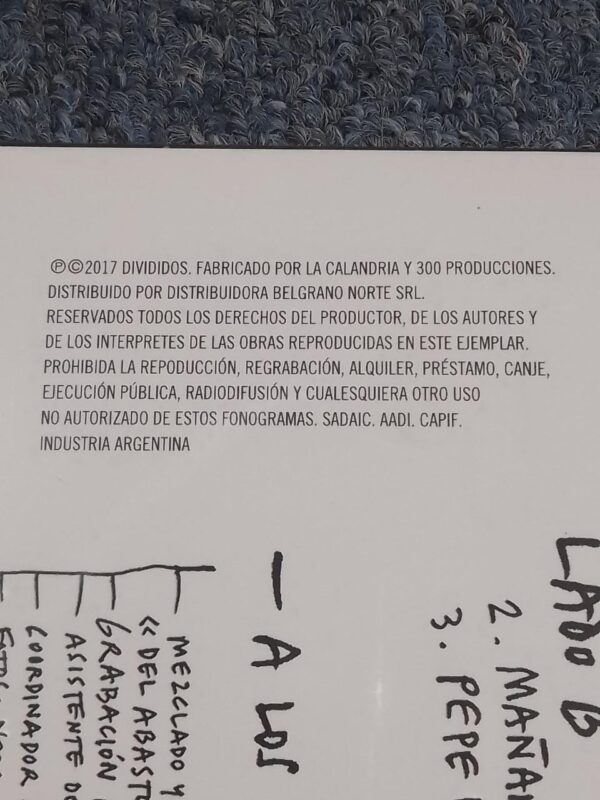 ℗©2017 DIVIDIDOS. FABRICADO POR LA CALANDRIA Y 300 PRODUCCIONES.
DISTRIBUIDO POR DISTRIBUIDORA BELGRANO NORTE SRL.
RESERVADOS TODOS LOS DERECHOS DEL PRODUCTOR, DE LOS AUTORES Y
DE LOS INTERPRETES DE LAS OBRAS REPRODUCIDAS EN ESTE EJEMPLAR.
PROHIBIDA LA REPODUCCIÓN, REGRABACIÓN, ALQUILER, PRÉSTAMO, CANJE,
EJECUCIÓN PÚBLICA, RADIODIFUSIÓN Y CUALESQUIERA OTRO USO
NO AUTORIZADO DE ESTOS FONOGRAMAS. SADAIC. AADI. CAPIF.
INDUSTRIA ARGENTINA
LADO B
2. MAÑA
3. PEPE
— A LOS
MEZCLADO Y
« DEL ABAST
GRABACIÓN
ASISTENTE
COORDINADOR